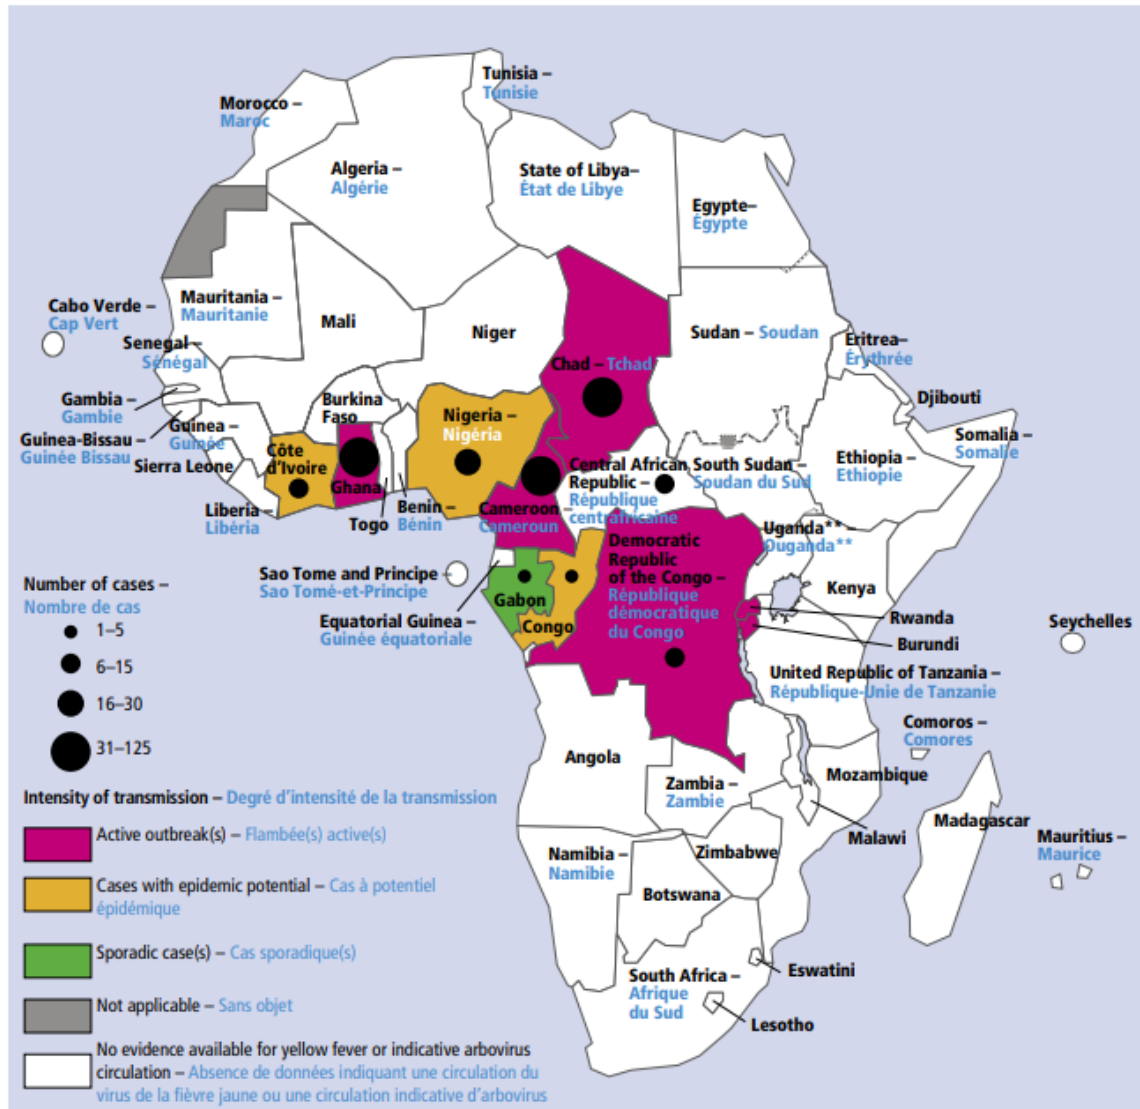 Tunisia –
Tunisie
Morocco –
Maroc
Algeria –
Algérie
State of Libya–
État de Libye
Egypte–
Égypte
Cabo Verde –
Cap Vert
Mauritania –
Mauritanie
Mali
Niger
Chad – Tchad
Sudan – Soudan
Eritrea–
Érythrée
Senegal –
Sénégal
Gambia –
Gambie
Guinea-Bissau –
Guinée Bissau
Guinea –
Guinée
Sierra Leone
Liberia –
Libéria
Côte
d'Ivoire
Burkina
Faso
Ghana
Togo
Benin –
Bénin
Nigeria –
Nigéria
Cameroon –
Cameroun
Central African
Republic –
République
centrafricaine
South Sudan –
Soudan du Sud
Djibouti
Somalia –
Somalie
Ethiopia –
Ethiopie
Uganda** –
Ouganda**
Kenya
Sao Tome and Principe –
Sao Tomé-et-Principe
Equatorial Guinea –
Guinée équatoriale
Gabon
Congo
Democratic
Republic
of the Congo –
République
démocratique
du Congo
Rwanda
Burundi
Seychelles
United Republic of Tanzania –
République-Unie de Tanzanie
Comoros –
Comores
Angola
Zambia –
Zambie
Mozambique
Malawi
Madagascar
Mauritius –
Maurice
Namibia –
Namibie
Zimbabwe
Botswana
South Africa –
Afrique
du Sud
Eswatini
Lesotho
Number of cases –
Nombre de cas
1–5
6–15
16–30
31–125
Intensity of transmission – Degré d'intensité de la transmission
Active outbreak(s) – Flambée(s) active(s)
Cases with epidemic potential – Cas à potentiel
épidémique
Sporadic case(s) – Cas sporadique(s)
Not applicable – Sans objet
No evidence available for yellow fever or indicative arbovirus
circulation – Absence de données indiquant une circulation du
virus de la fièvre jaune ou une circulation indicative d'arbovirus